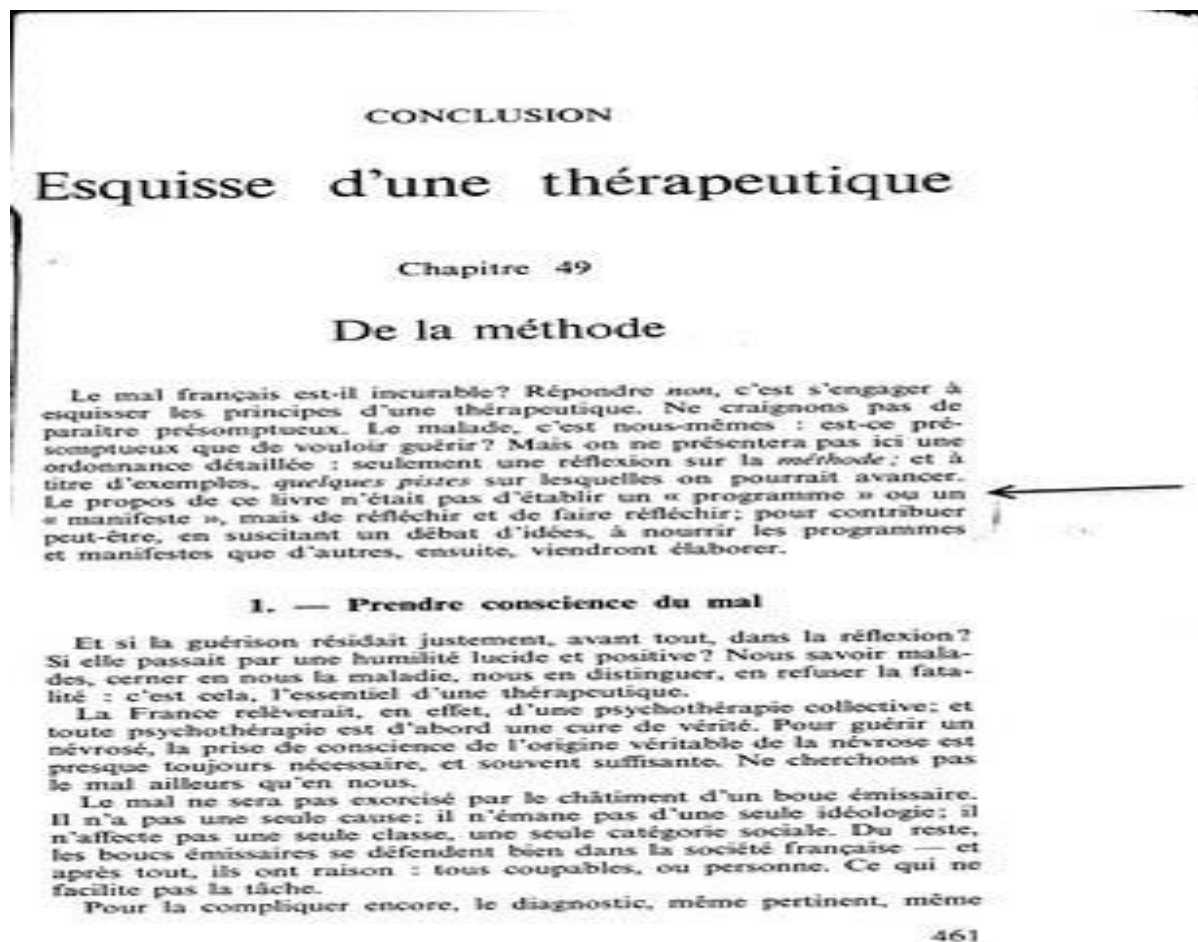 CONCLUSION
Esquisse d'une thérapeutique
Chapitre 49
De la méthode
Le mal français est-il incurable? Répondre non, c'est s'engager à
esquisser les principes d'une thérapeutique. Ne craignons pas de
paraître présomptueux. Le malade, c'est nous-mêmes : est-ce pré-
somptueux que de vouloir guérir? Mais on ne présentera pas ici une
ordonnance détaillée : seulement une réflexion sur la méthode; et à
titre d'exemples, quelques pistes sur lesquelles on pourrait avancer.
Le propos de ce livre n'était pas d'établir un « programme » ou un
« manifeste », mais de réfléchir et de faire réfléchir; pour contribuer
peut-être, en suscitant un débat d'idées, à nourrir les programmes
et manifestes que d'autres, ensuite, viendront élaborer.
1. — Prendre conscience du mal
Et si la guérison résidait justement, avant tout, dans la réflexion?
Si elle passait par une humilité lucide et positive? Nous savoir mala-
des, cerner en nous la maladie, nous en distinguer, en refuser la fata-
lité : c'est cela, l'essentiel d'une thérapeutique.
La France relèverait, en effet, d'une psychothérapie collective; et
toute psychothérapie est d'abord une cure de vérité. Pour guérir un
névrosé, la prise de conscience de l'origine véritable de la névrose est
presque toujours nécessaire, et souvent suffisante. Ne cherchons pas
le mal ailleurs qu'en nous.
Le mal ne sera pas exorcisé par le châtiment d'un bouc émissaire.
Il n'a pas une seule cause; il n'émane pas d'une seule idéologie; il
n'affecte pas une seule classe, une seule catégorie sociale. Du reste,
les boucs émissaires se défendent bien dans la société française — et
après tout, ils ont raison : tous coupables, ou personne. Ce qui ne
facilite pas la tâche.
Pour la compliquer encore, le diagnostic, même pertinent, même
461